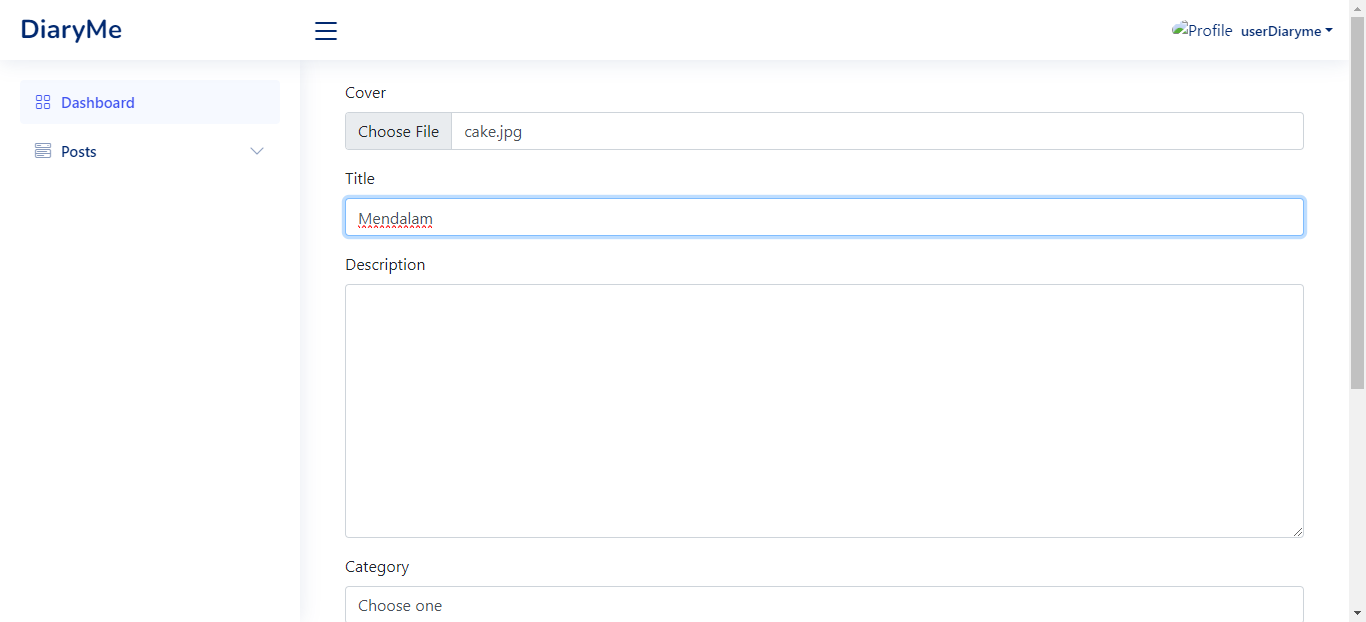 DiaryMe
Profile userDiaryme
Dashboard
Posts
Cover
Choose File cake.jpg
Title
Mendalam
Description
Category
Choose one